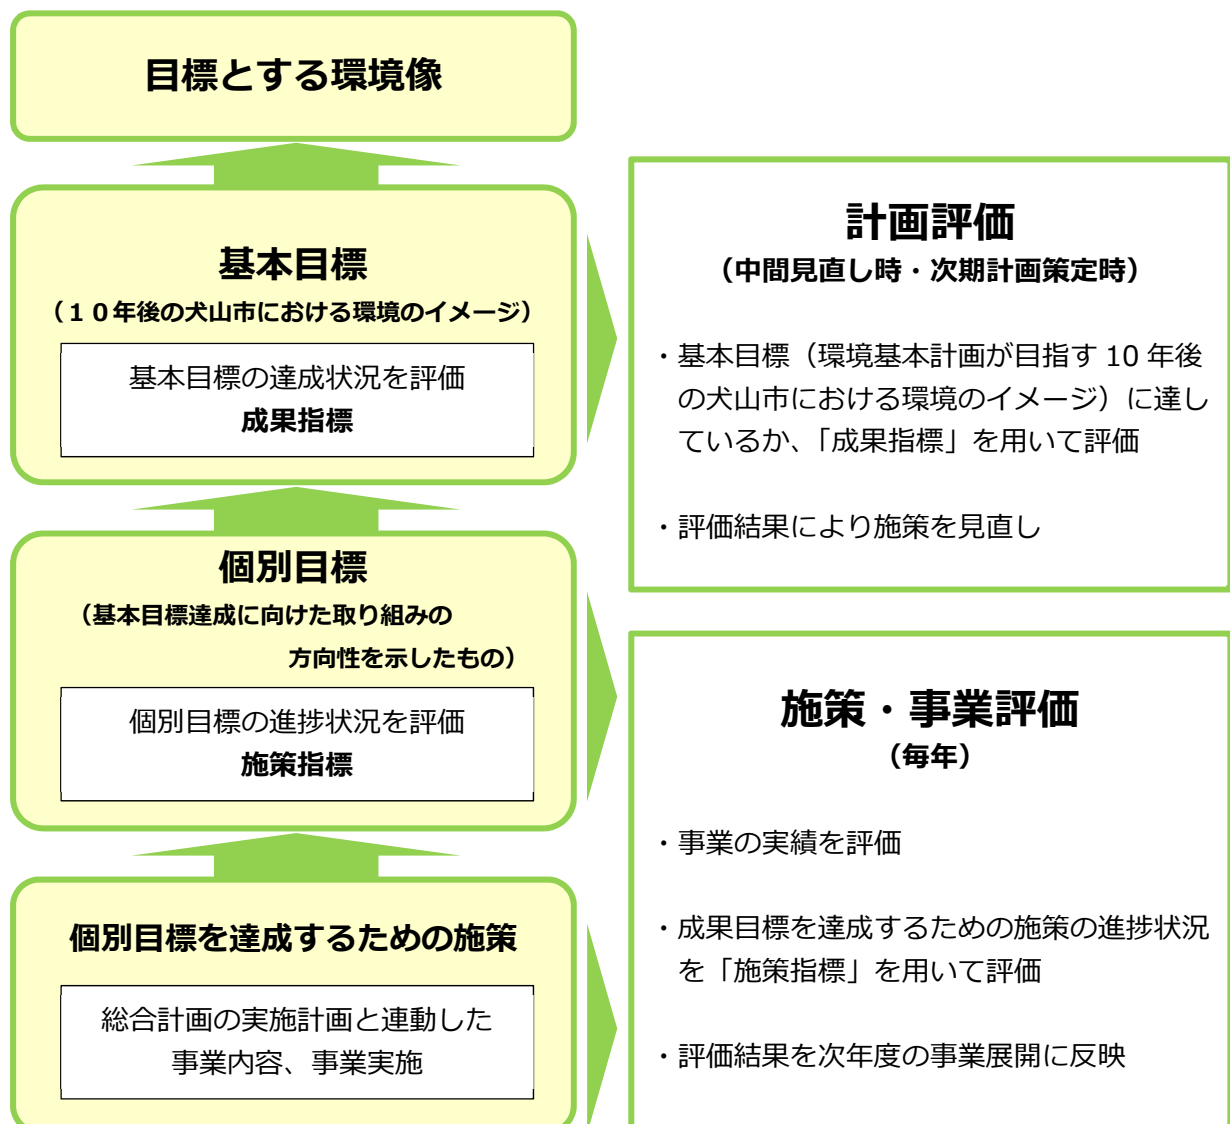 目標とする環境像
基本目標
（１０年後の犬山市における環境のイメージ）
基本目標の達成状況を評価
成果指標
個別目標
（基本目標達成に向けた取り組みの
方向性を示したもの）
個別目標の進捗状況を評価
施策指標
個別目標を達成するための施策
総合計画の実施計画と連動した
事業内容、事業実施
計画評価
（中間見直し時・次期計画策定時）
・基本目標（環境基本計画が目指す 10 年後
の犬山市における環境のイメージ）に達し
ているか、「成果指標」を用いて評価
・評価結果により施策を見直し
施策・事業評価
（毎年）
・事業の実績を評価
・成果目標を達成するための施策の進捗状況
を「施策指標」を用いて評価
・評価結果を次年度の事業展開に反映